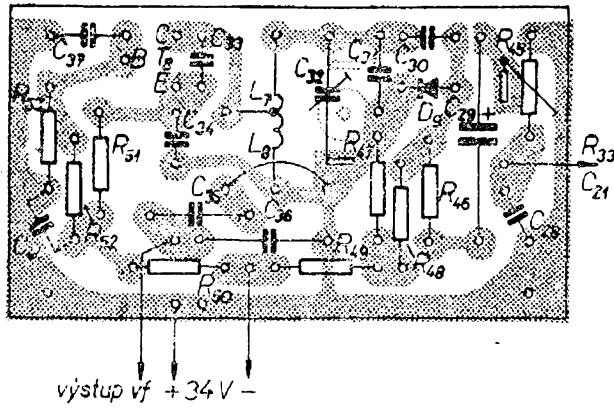 C37
B
C
T8
E
C33
C34
L7
L8
C32
C31
C30
D9
C29
+
R45
R51
R52
C35
C36
R47
R46
R49
R48
R50
C28
R33
C21
výstup vf + 34 V -